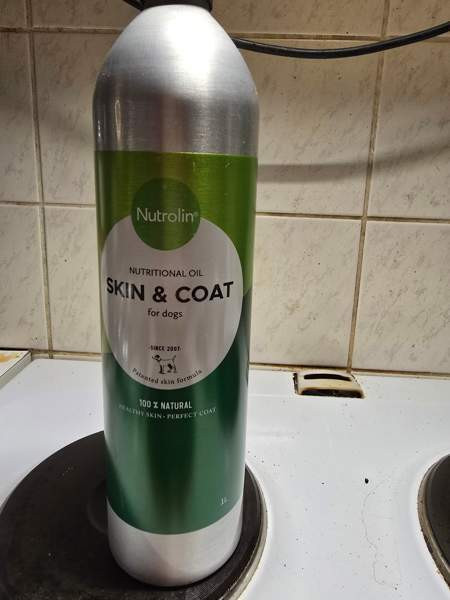 Nutrolin®
NUTRITIONAL OIL
SKIN & COAT
for dogs
·SINCE 2007·
Patented skin formula
100 % NATURAL
HEALTHY SKIN · PERFECT COAT
1L